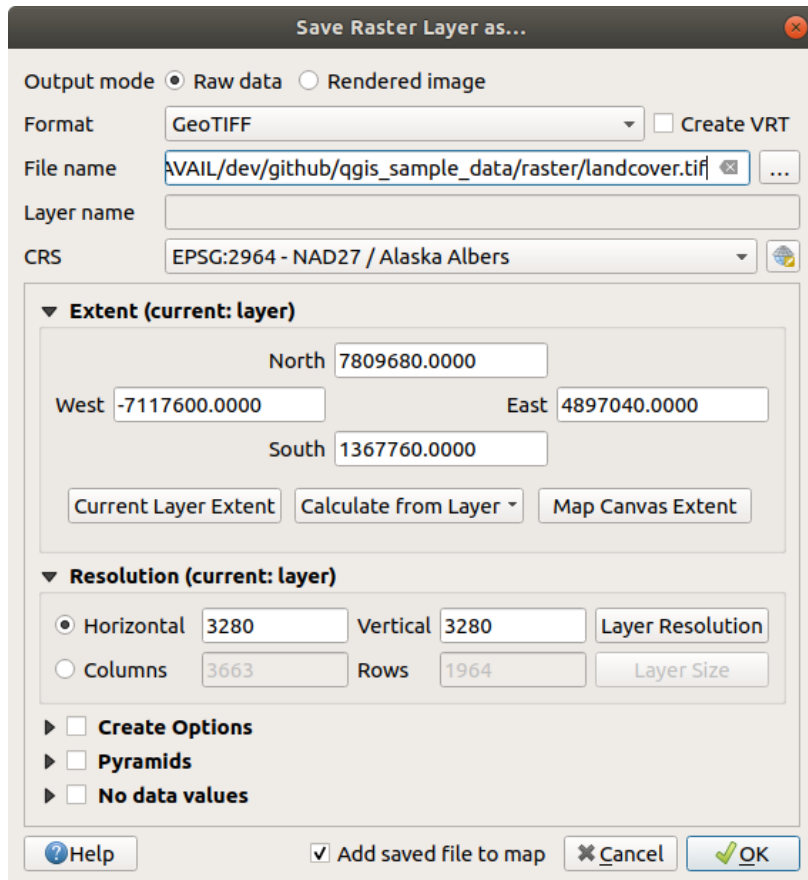 Save Raster Layer as...
Output mode Raw data Rendered image
Format GeoTIFF Create VRT
File name AVAIL/dev/github/qgis_sample_data/raster/landcover.tif ...
Layer name
CRS EPSG:2964 - NAD27 / Alaska Albers
Extent (current: layer)
North 7809680.0000
West -7117600.0000 East 4897040.0000
South 1367760.0000
Current Layer Extent Calculate from Layer Map Canvas Extent
Resolution (current: layer)
Horizontal 3280 Vertical 3280 Layer Resolution
Columns 3663 Rows 1964 Layer Size
Create Options
Pyramids
No data values
Help Add saved file to map Cancel OK